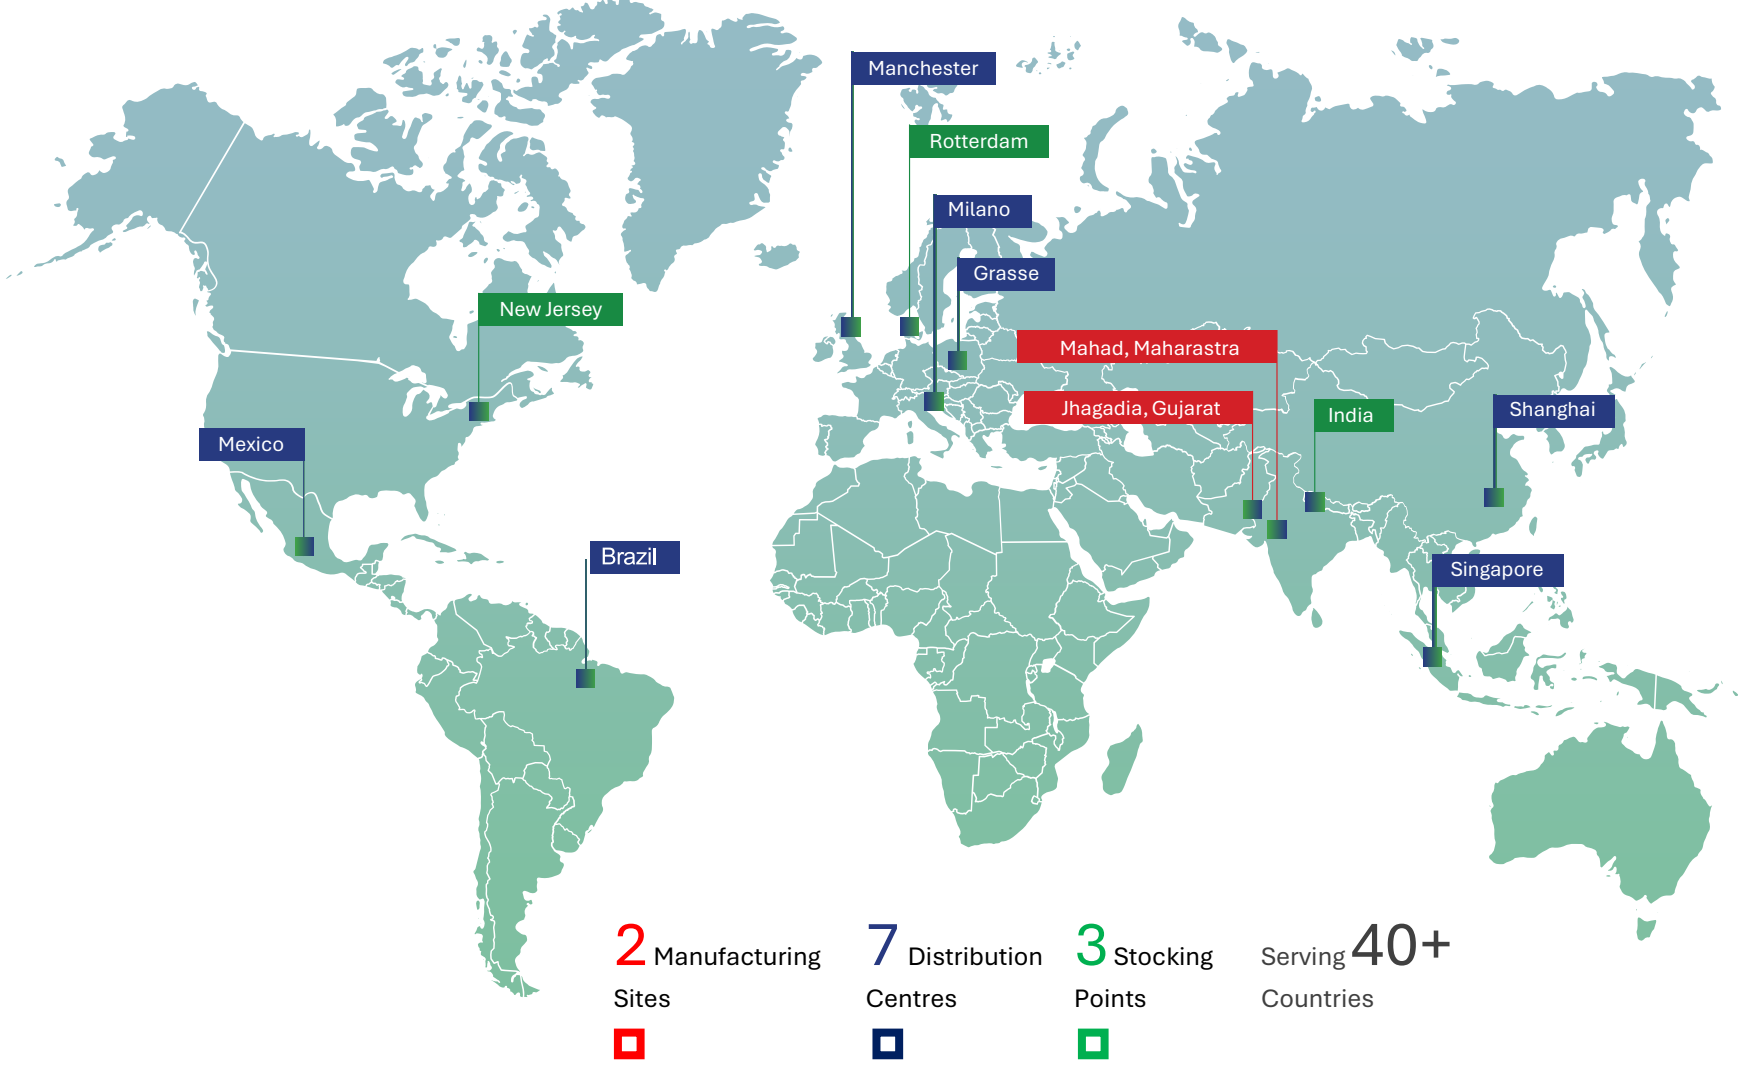 Manchester
Rotterdam
Milano
Grasse
New Jersey
Mahad, Maharastra
Jhagadia, Gujarat
India
Shanghai
Mexico
Brazil
Singapore
2 Manufacturing
Sites
7 Distribution
Centres
3 Stocking
Points
Serving 40+
Countries